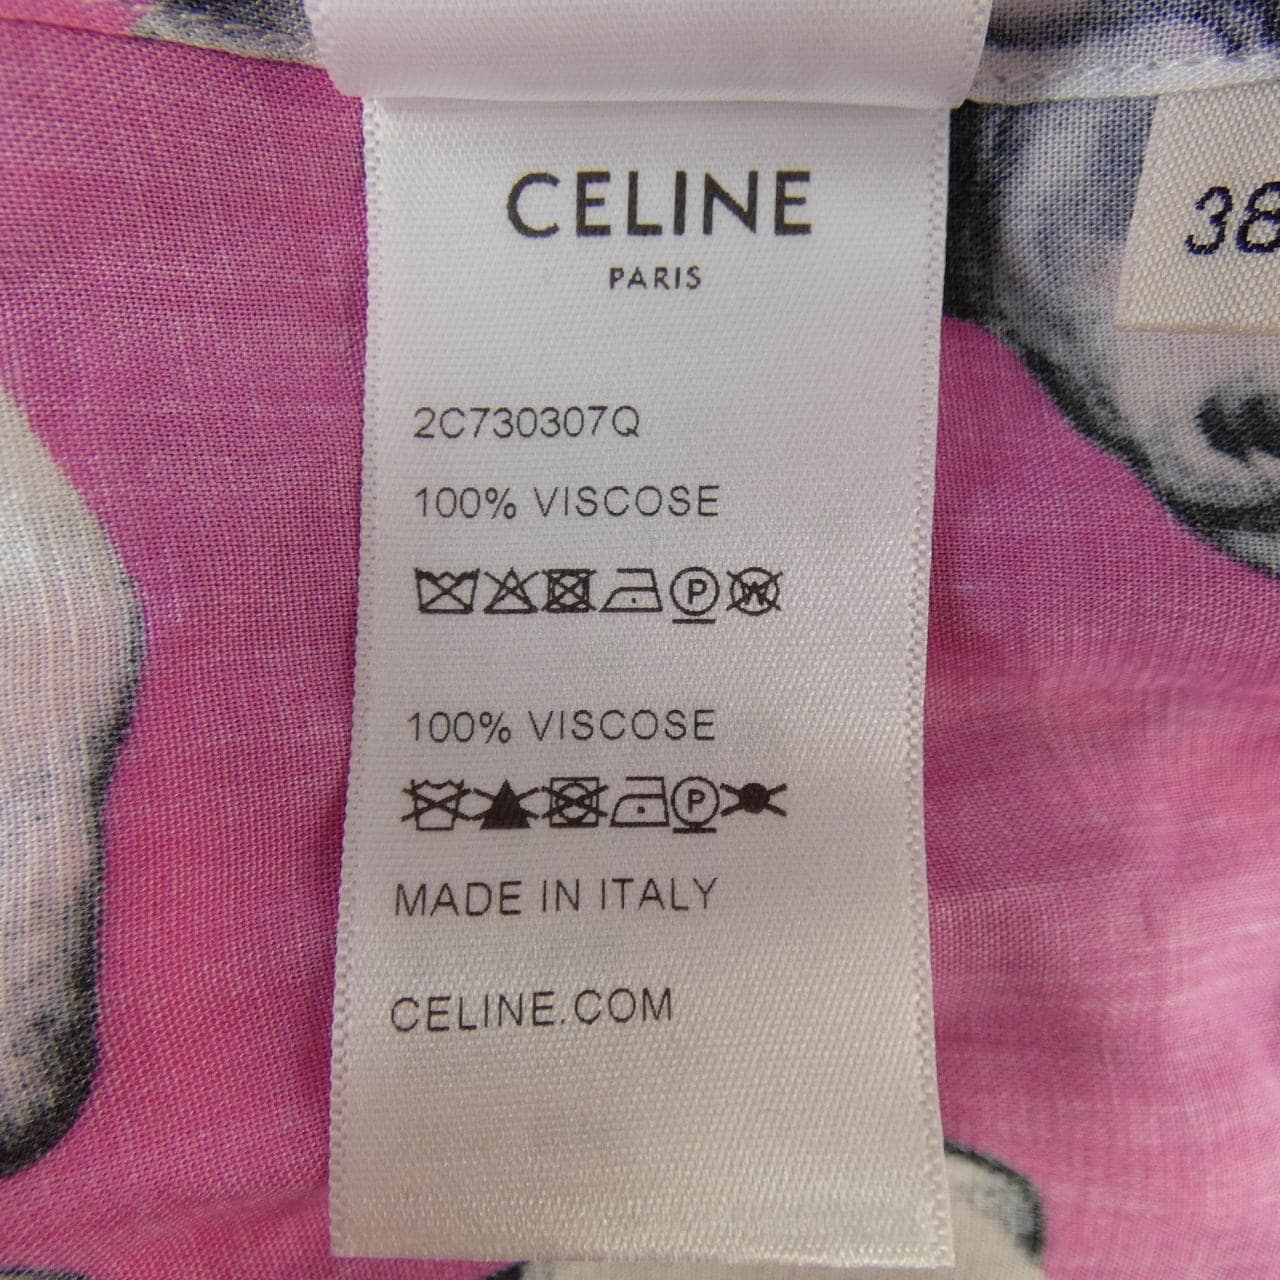 CELINE
PARIS
38
2C730307Q
100% VISCOSE
P W
100% VISCOSE
P
MADE IN ITALY
CELINE.COM